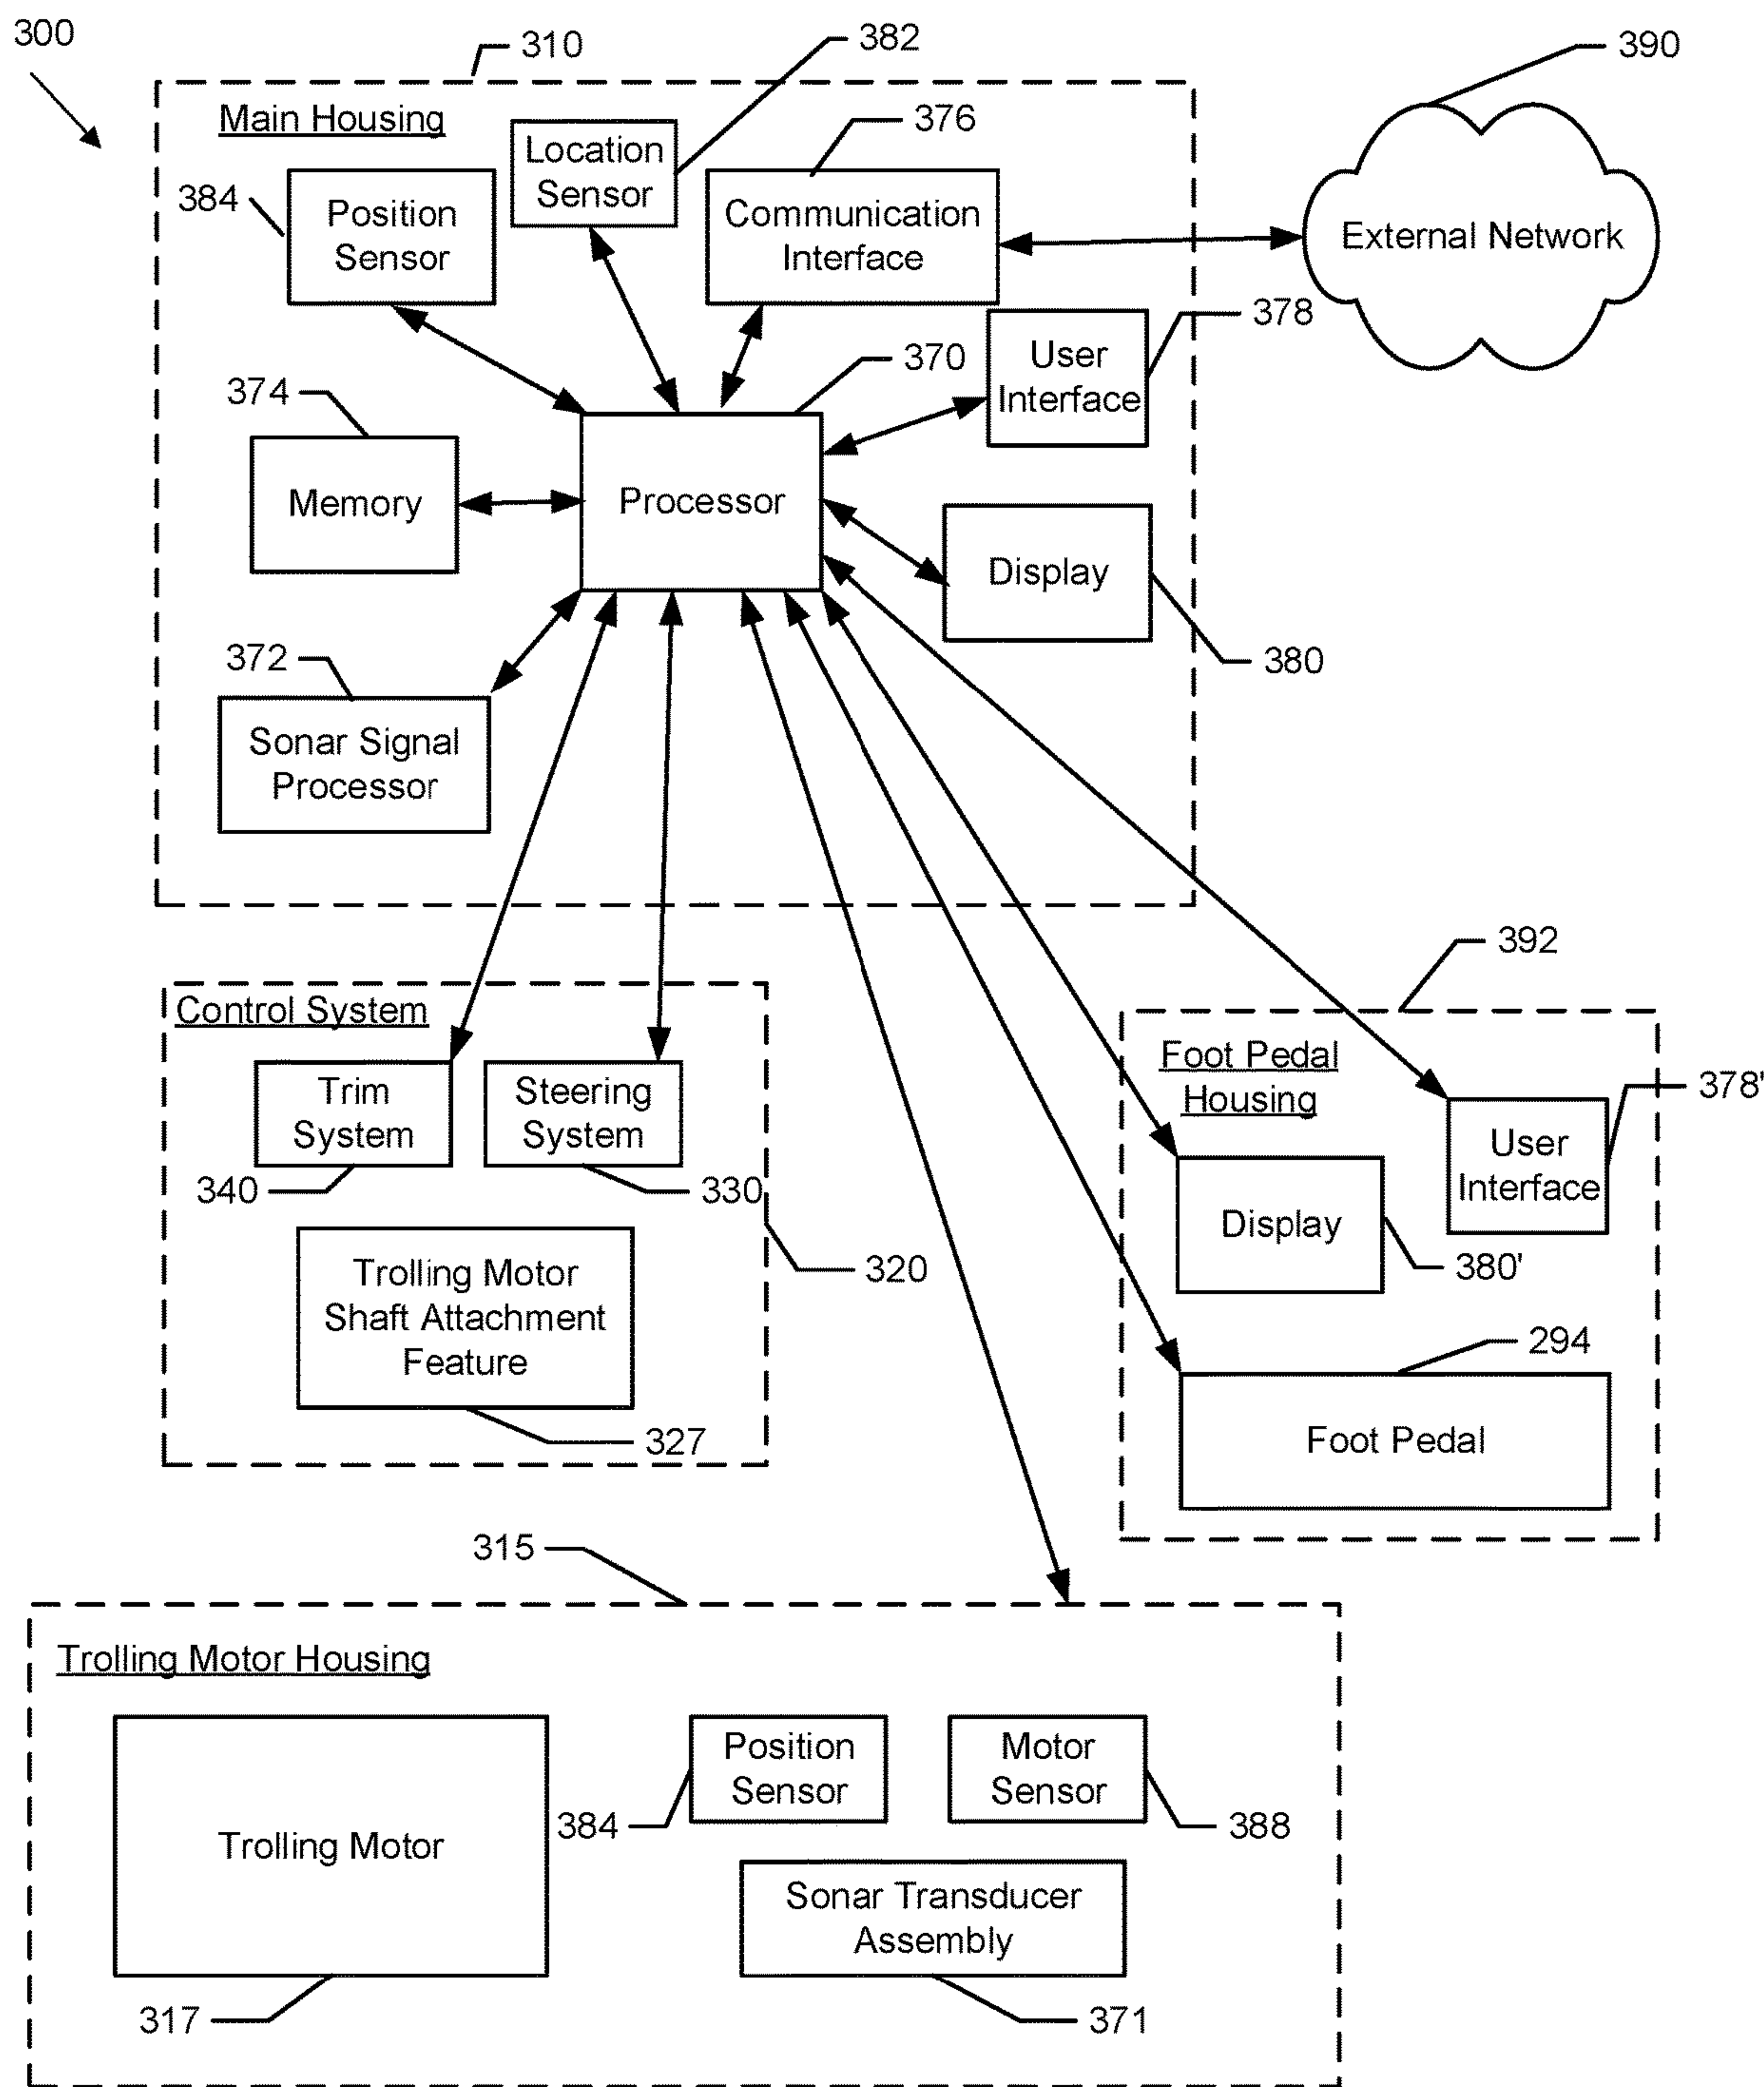 300
310
382
390
Main Housing
376
Location
Sensor
384
Position
Sensor
Communication
Interface
External Network
378
User
Interface
370
374
Memory
Processor
Display
380
372
Sonar Signal
Processor
392
Control System
Trim
System
Steering
System
340
330
Foot Pedal
Housing
378'
User
Interface
Display
380'
320
Trolling Motor
Shaft Attachment
Feature
327
294
Foot Pedal
315
Trolling Motor Housing
Trolling Motor
Position
Sensor
Motor
Sensor
384
388
Sonar Transducer
Assembly
317
371